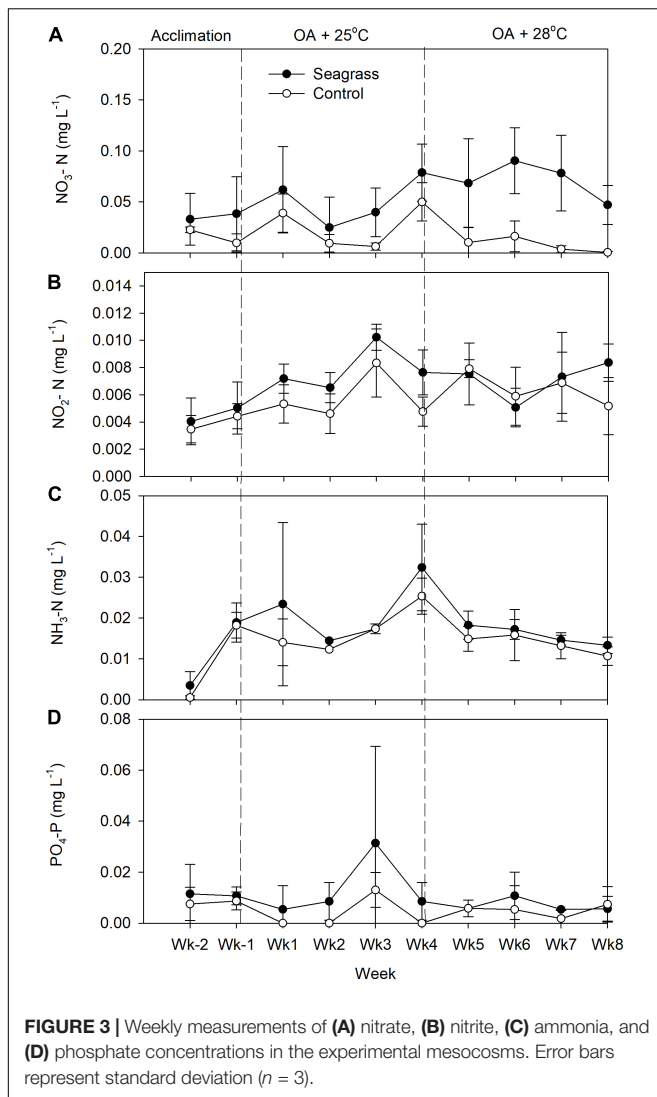 A
Acclimation OA + 25°C OA + 28°C
Seagrass
Control
NO3- N (mg L-1)
0.20
0.15
0.10
0.05
0.00
B
NO2- N (mg L-1)
0.014
0.012
0.010
0.008
0.006
0.004
0.002
0.000
C
NH3-N (mg L-1)
0.05
0.04
0.03
0.02
0.01
0.00
D
PO4-P (mg L-1)
0.08
0.06
0.04
0.02
0.00
Wk-2 Wk-1 Wk1 Wk2 Wk3 Wk4 Wk5 Wk6 Wk7 Wk8
Week
FIGURE 3 | Weekly measurements of (A) nitrate, (B) nitrite, (C) ammonia, and
(D) phosphate concentrations in the experimental mesocosms. Error bars
represent standard deviation (n = 3).